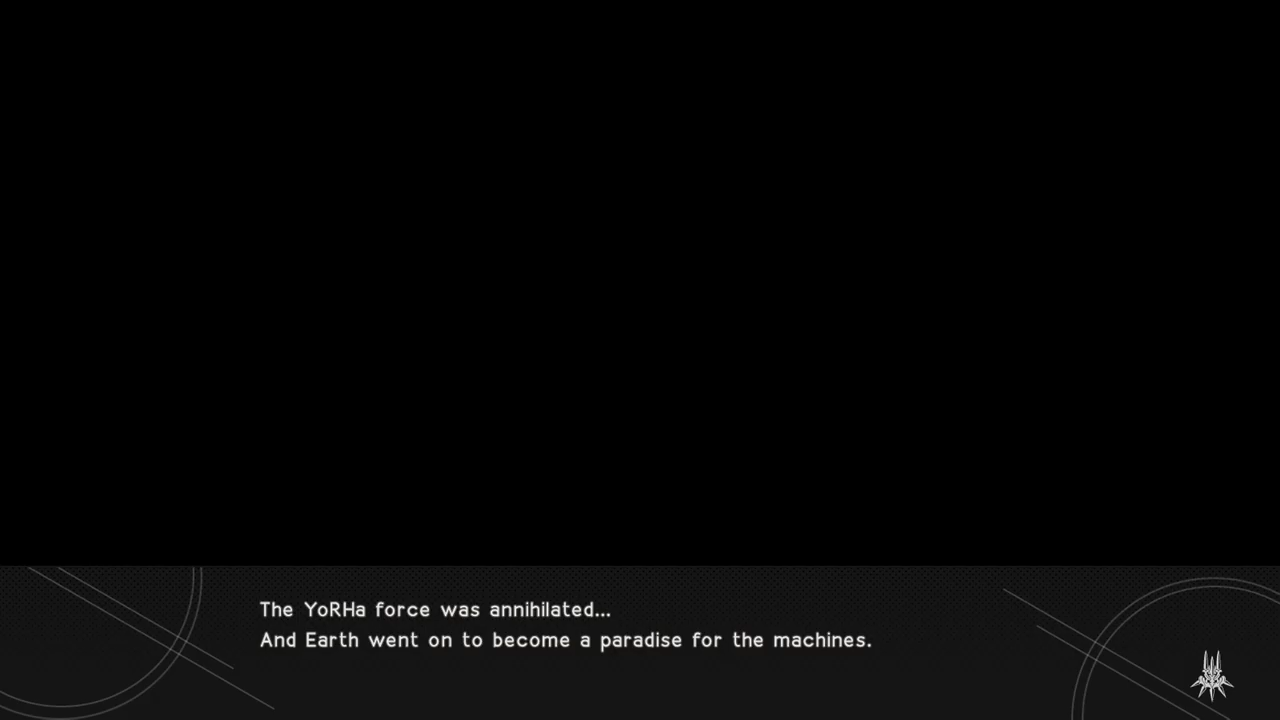 The YoRHa force was annihilated...
And Earth went on to become a paradise for the machines.